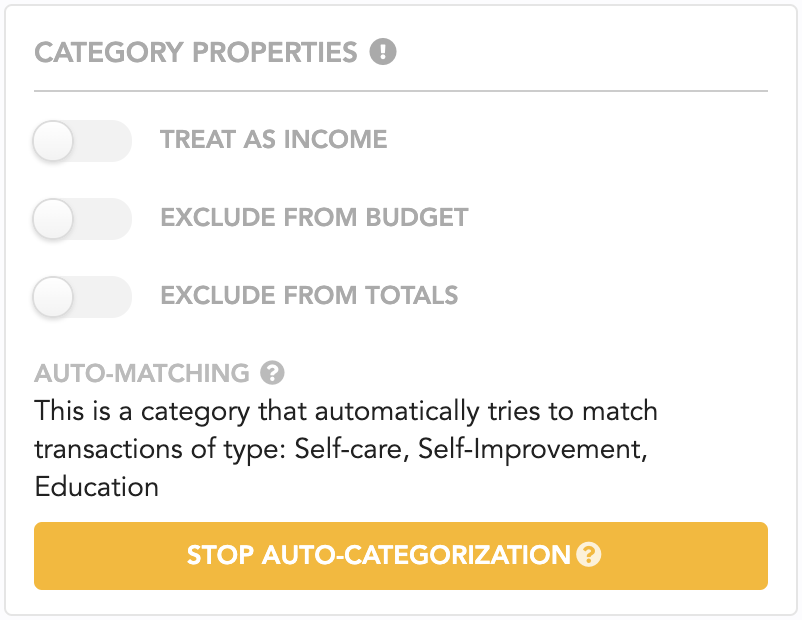 CATEGORY PROPERTIES
TREAT AS INCOME
EXCLUDE FROM BUDGET
EXCLUDE FROM TOTALS
AUTO-MATCHING
This is a category that automatically tries to match
transactions of type: Self-care, Self-Improvement,
Education
STOP AUTO-CATEGORIZATION